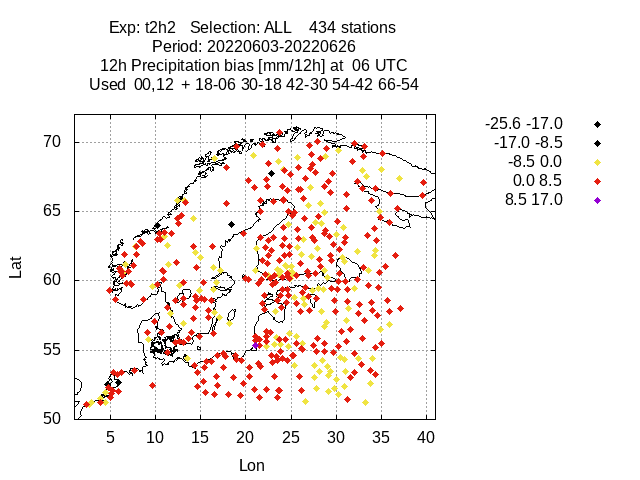 Exp: t2h2 Selection: ALL 434 stations
Period: 20220603-20220626
12h Precipitation bias [mm/12h] at 06 UTC
Used 00,12 + 18-06 30-18 42-30 54-42 66-54
-25.6 -17.0
-17.0 -8.5
-8.5 0.0
0.0 8.5
8.5 17.0
70
65
60
55
50
Lat
5 10 15 20 25 30 35 40
Lon